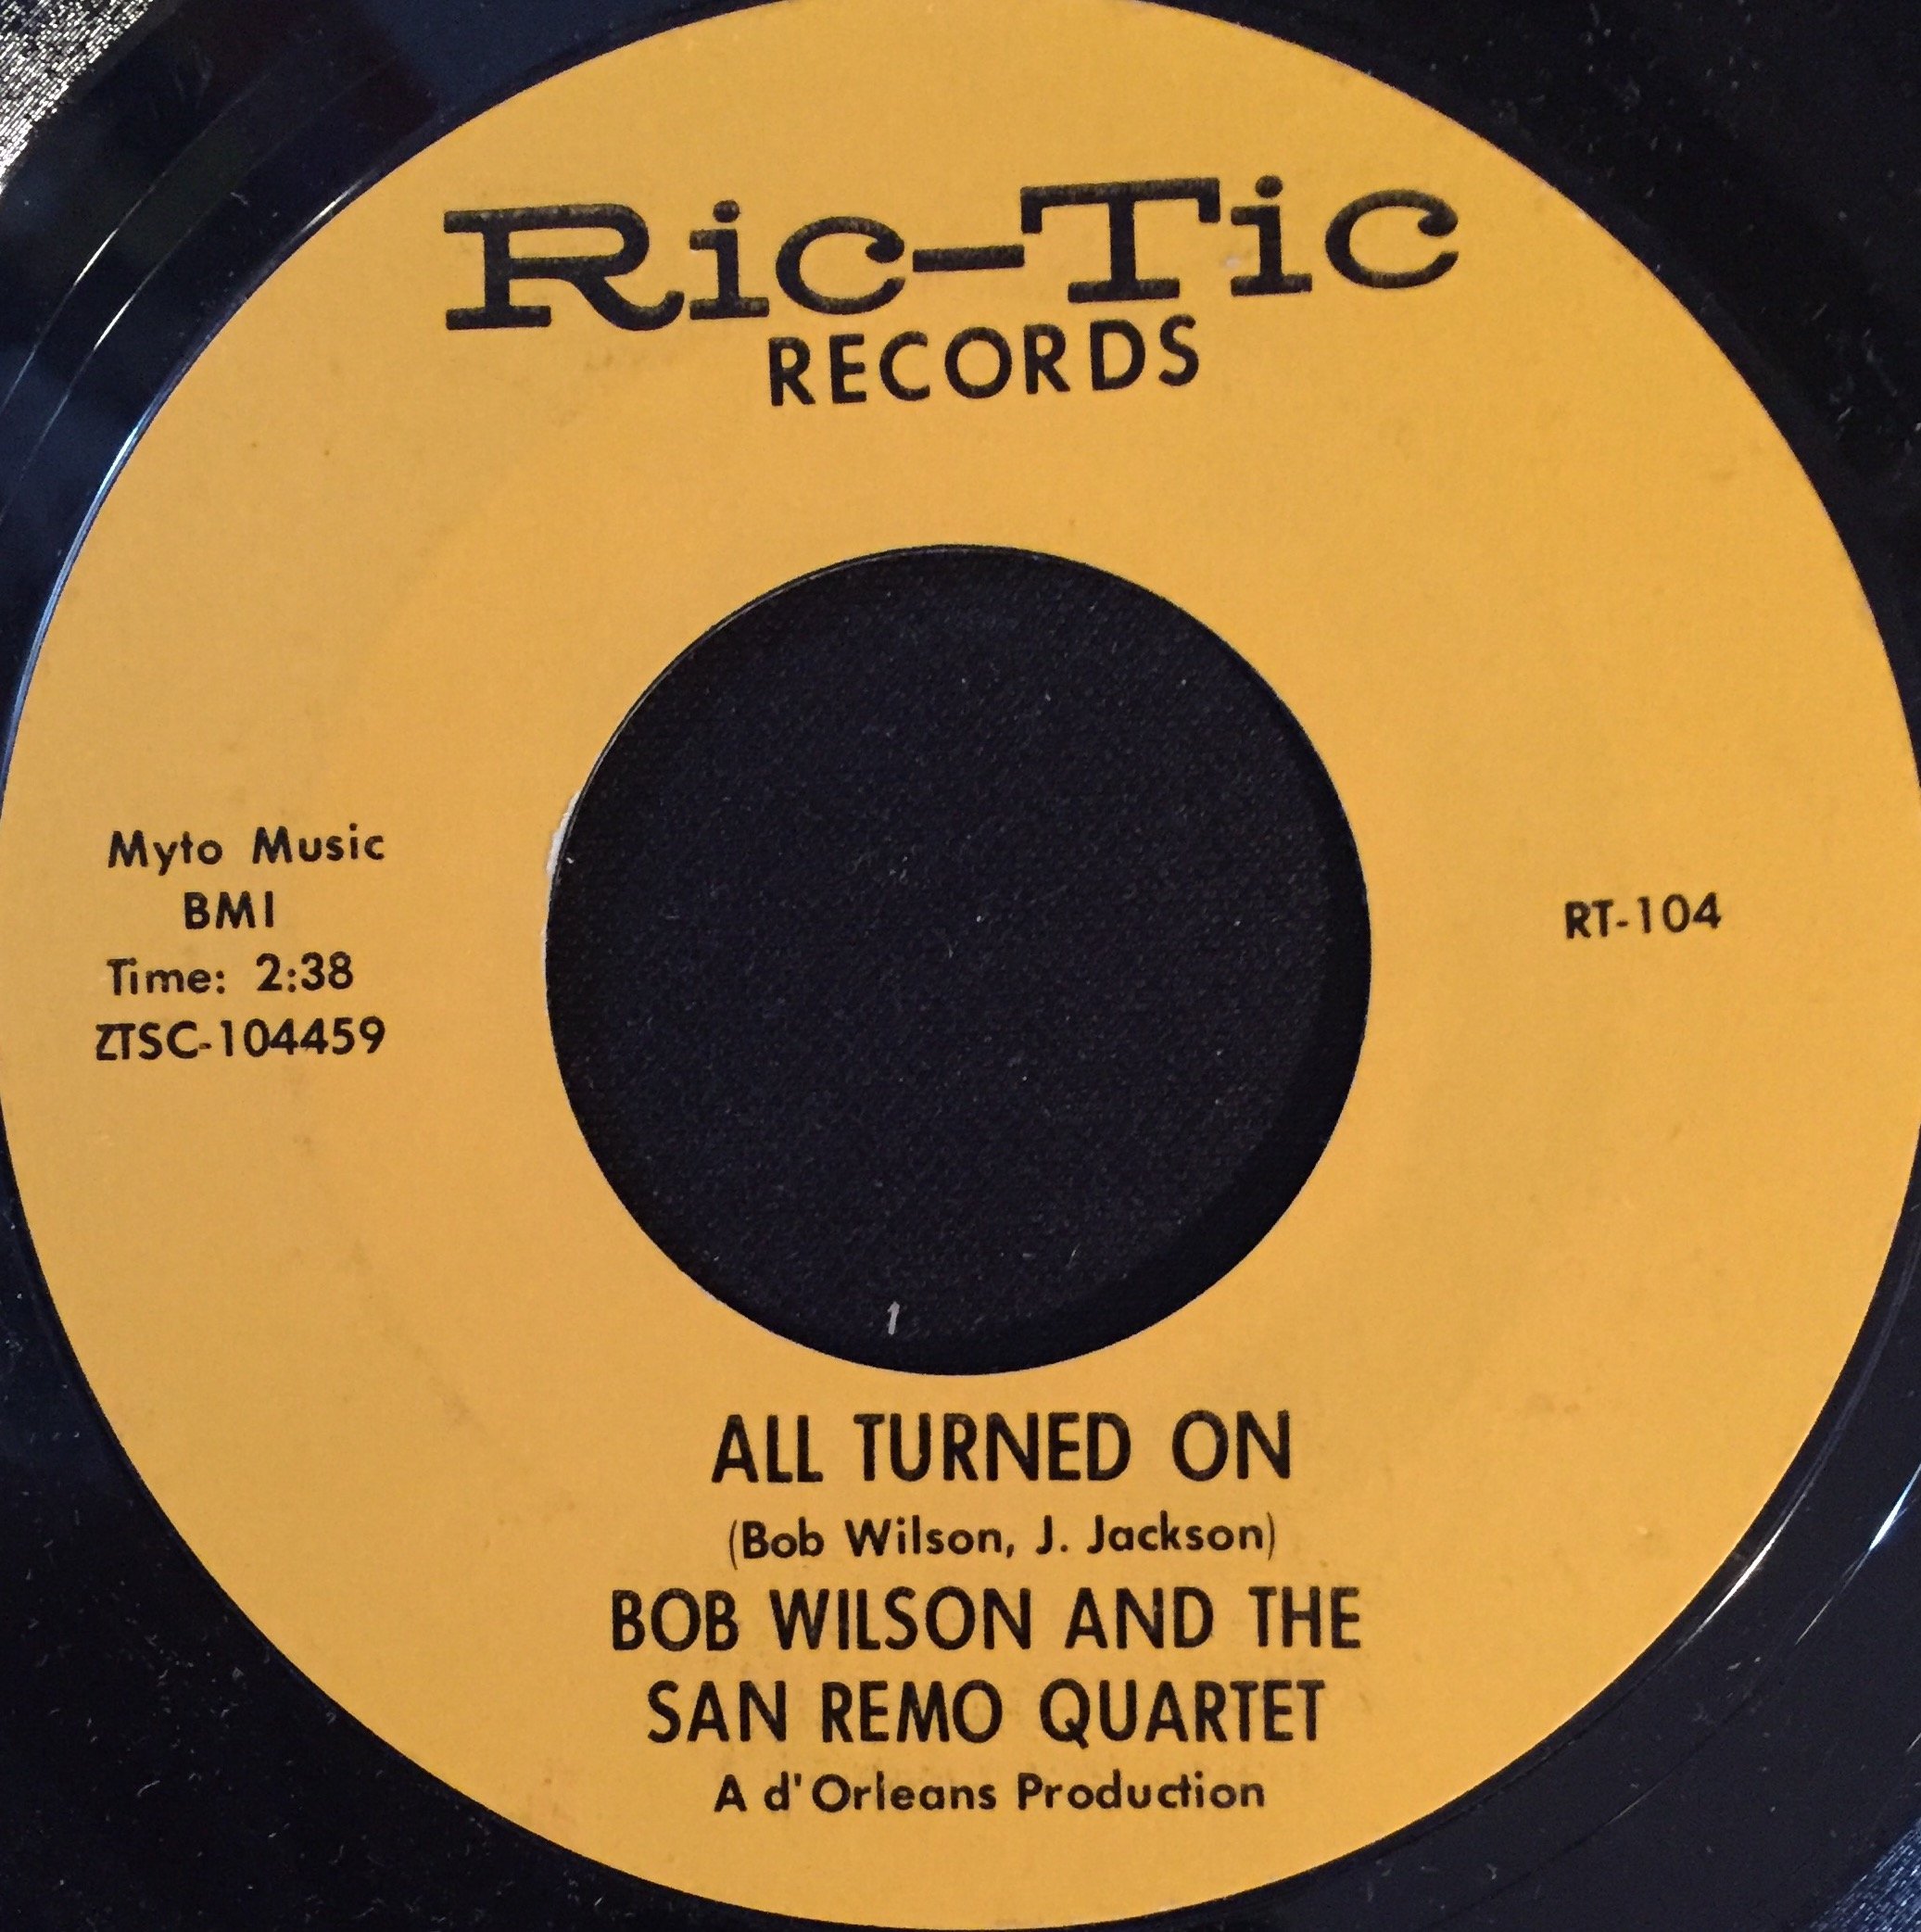 Ric-Tic
RECORDS
Myto Music
BMI
Time: 2:38
ZTSC-104459
RT-104
ALL TURNED ON
(Bob Wilson, J. Jackson)
BOB WILSON AND THE
SAN REMO QUARTET
A d'Orleans Production